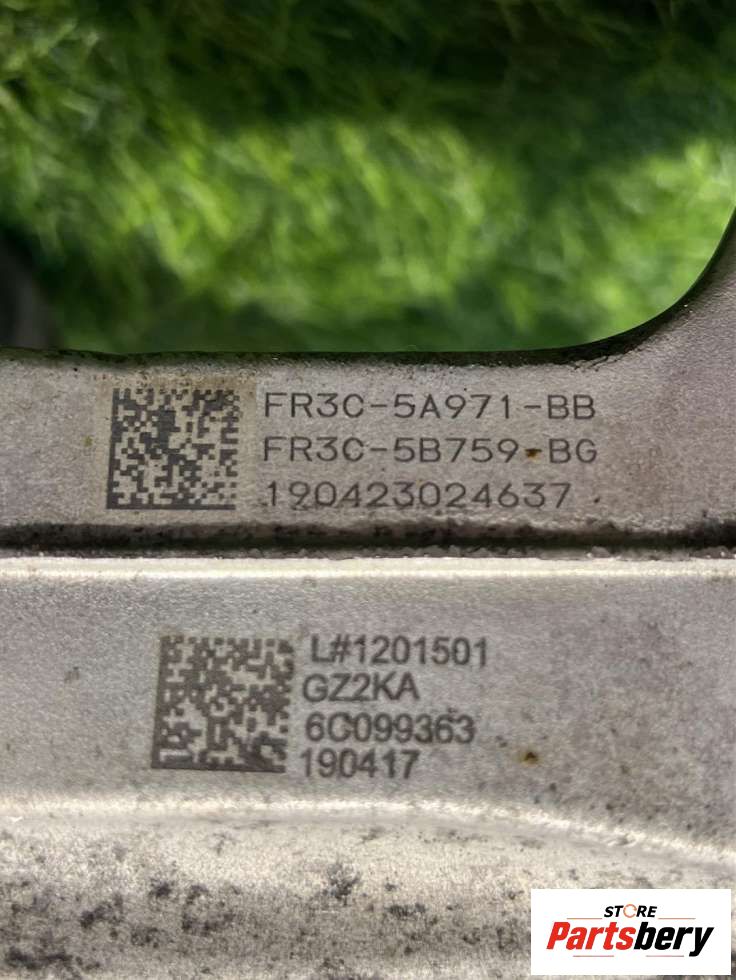 FR3C-5A971-BB
FR3C-5B759-BG
190423024637
L#1201501
GZ2KA
6C099363
190417
STORE
Partsbery